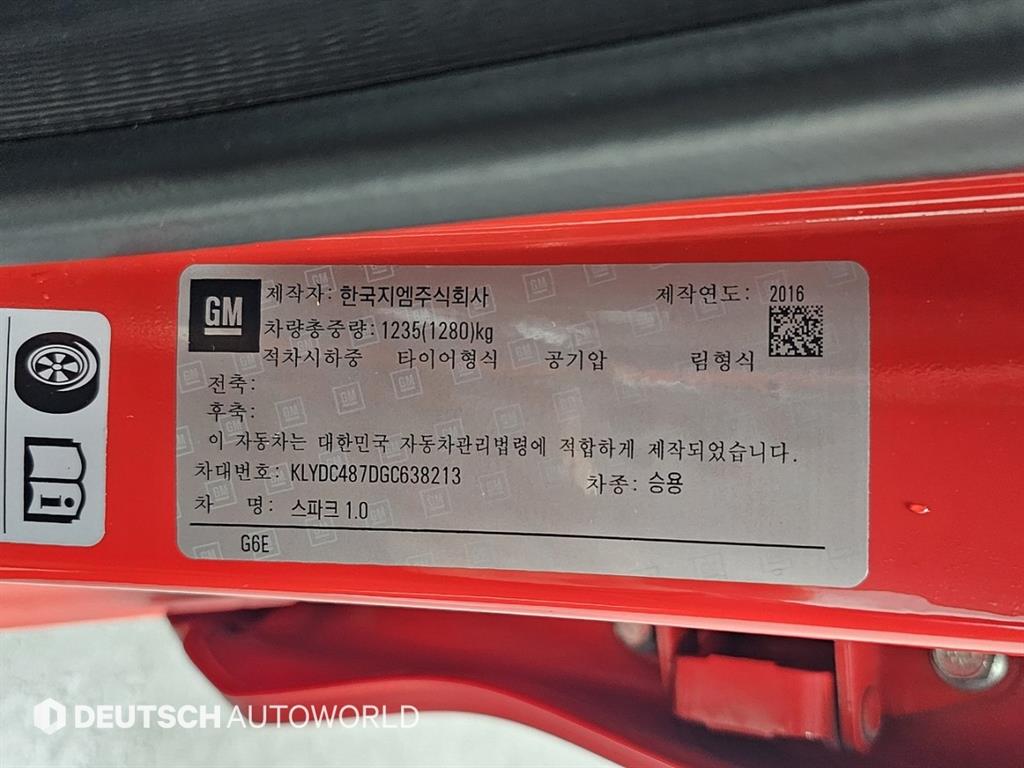 GM
제작자: 한국지엠주식회사 제작연도: 2016
차량총중량: 1235(1280)kg
적차시하중 타이어형식 공기압 림형식
전축:
후축:
이 자동차는 대한민국 자동차관리법령에 적합하게 제작되었습니다.
차대번호: KLYDC487DGC638213 차종: 승용
차 명: 스파크 1.0
G6E
DEUTSCH AUTOWORLD